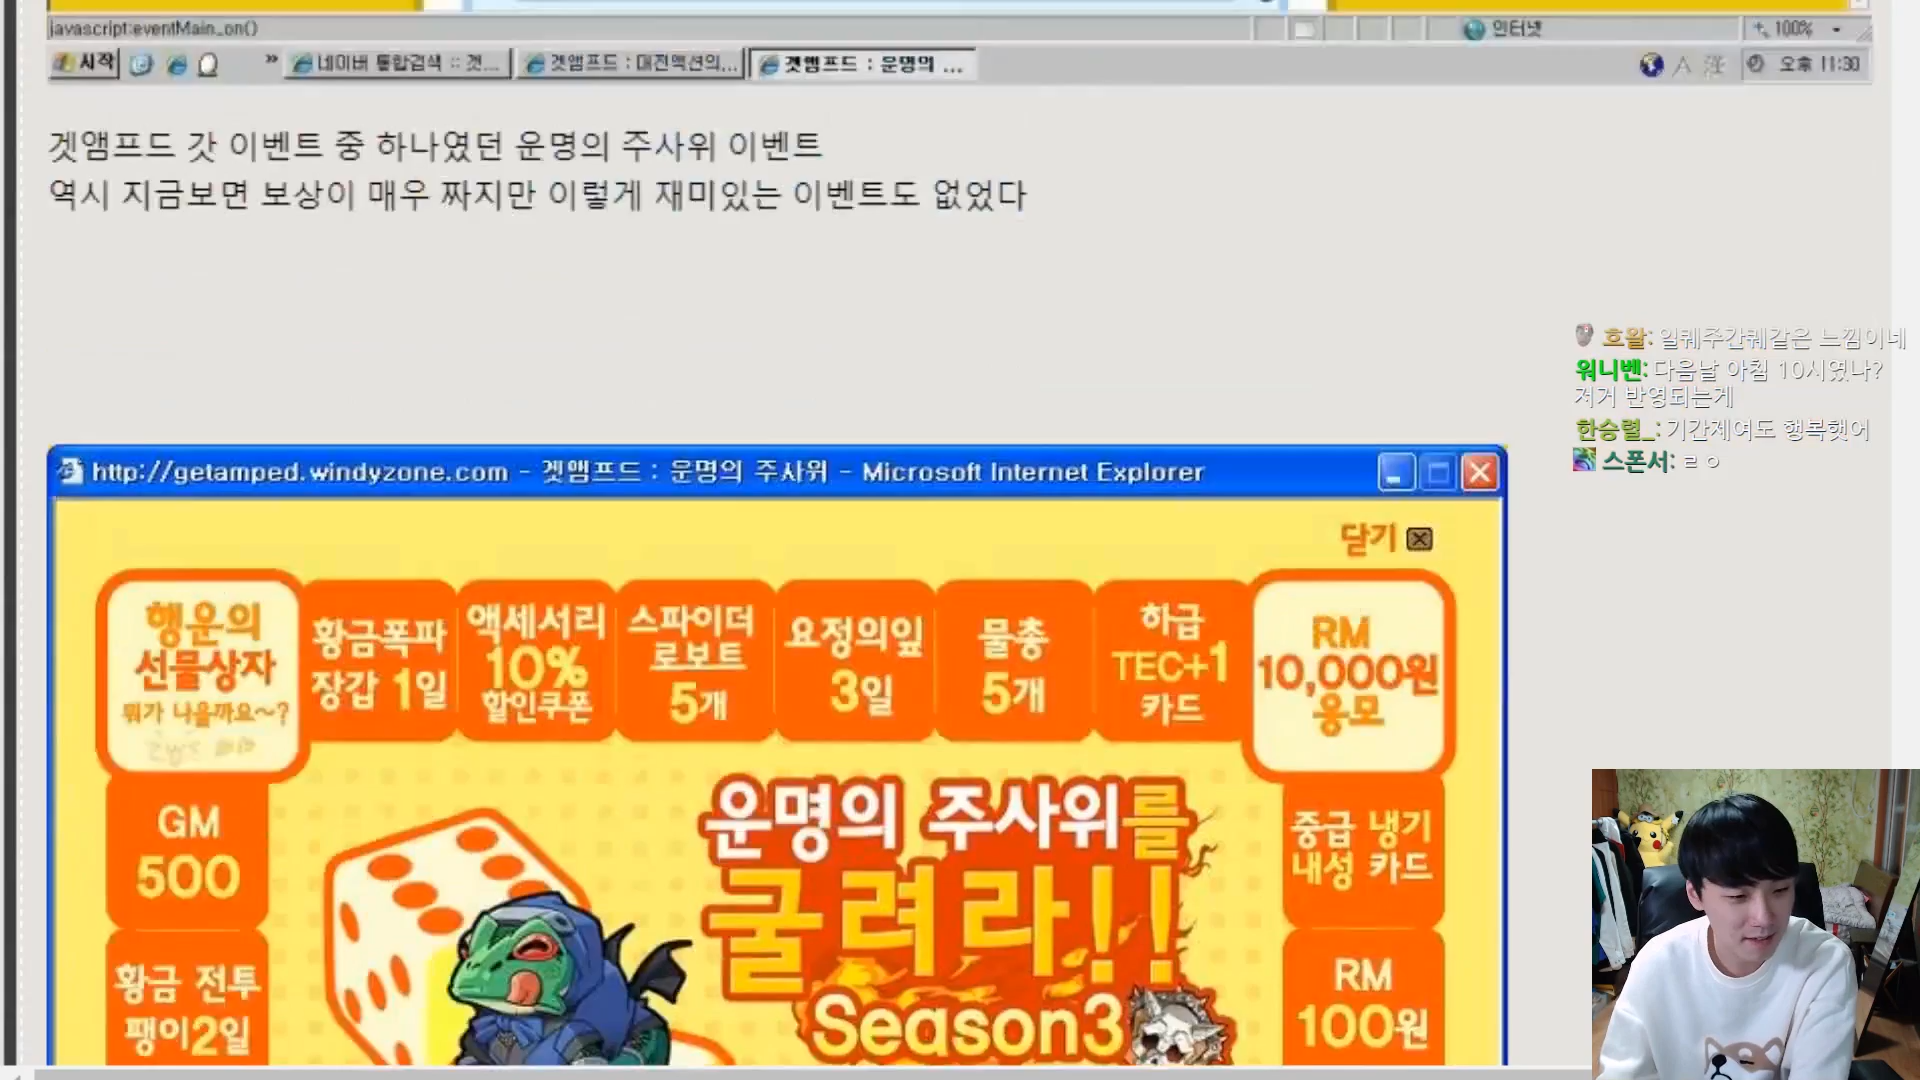 javascript:eventMain_on()
인터넷
100%
시작
»
네이버 통합검색 :: 겟...
겟앰프드 : 대전액션의...
겟앰프드 : 운명의 ...
A 漢
오후 11:30
겟앰프드 갓 이벤트 중 하나였던 운명의 주사위 이벤트
역시 지금보면 보상이 매우 짜지만 이렇게 재미있는 이벤트도 없었다
호왈: 일퀘주간퀘같은 느낌이네
워니벤: 다음날 아침 10시였나?
저거 반영되는게
한승렬_: 기간제여도 행복했어
스폰서: ㄹㅇ
http://getamped.windyzone.com - 겟앰프드 : 운명의 주사위 - Microsoft Internet Explorer
닫기
행운의
선물상자
뭐가 나올까요~?
황금폭파
장갑 1일
액세서리
10%
할인쿠폰
스파이더
로보트
5개
요정의잎
3일
물총
5개
하급
TEC+1
카드
RM
10,000원
응모
GM
500
황금 전투
팽이2일
운명의 주사위를
굴려라!!
Season3
중급 냉기
내성 카드
RM
100원